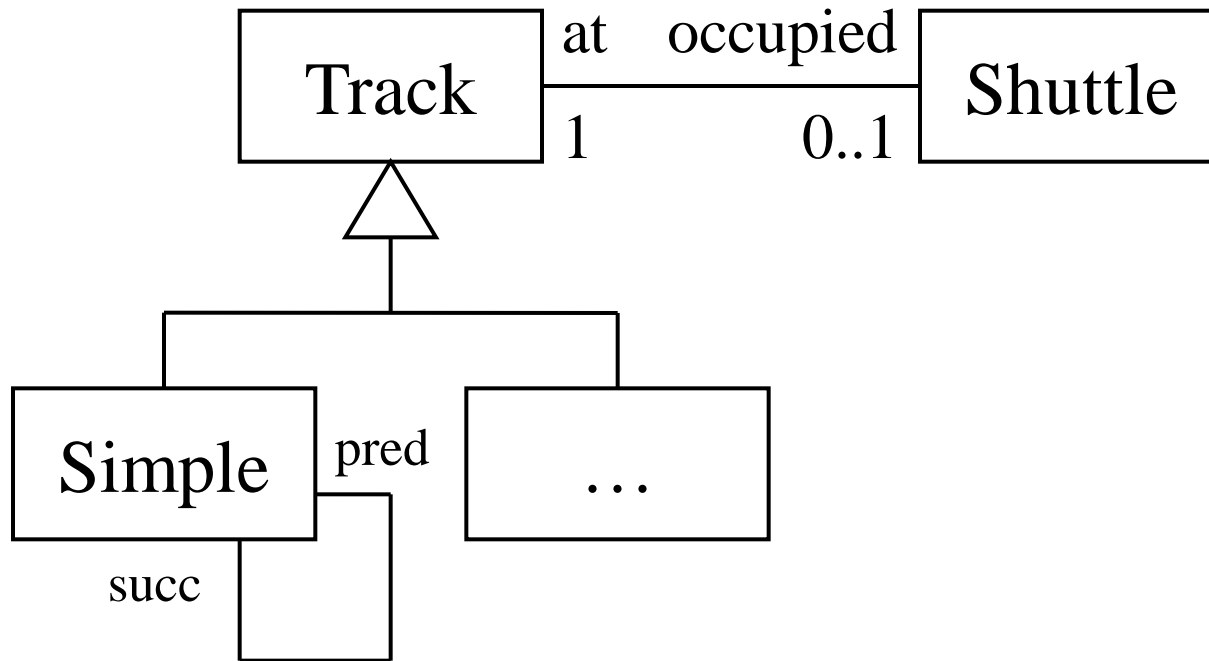 at occupied
Track
Shuttle
1 0..1
Simple
pred
...
succ